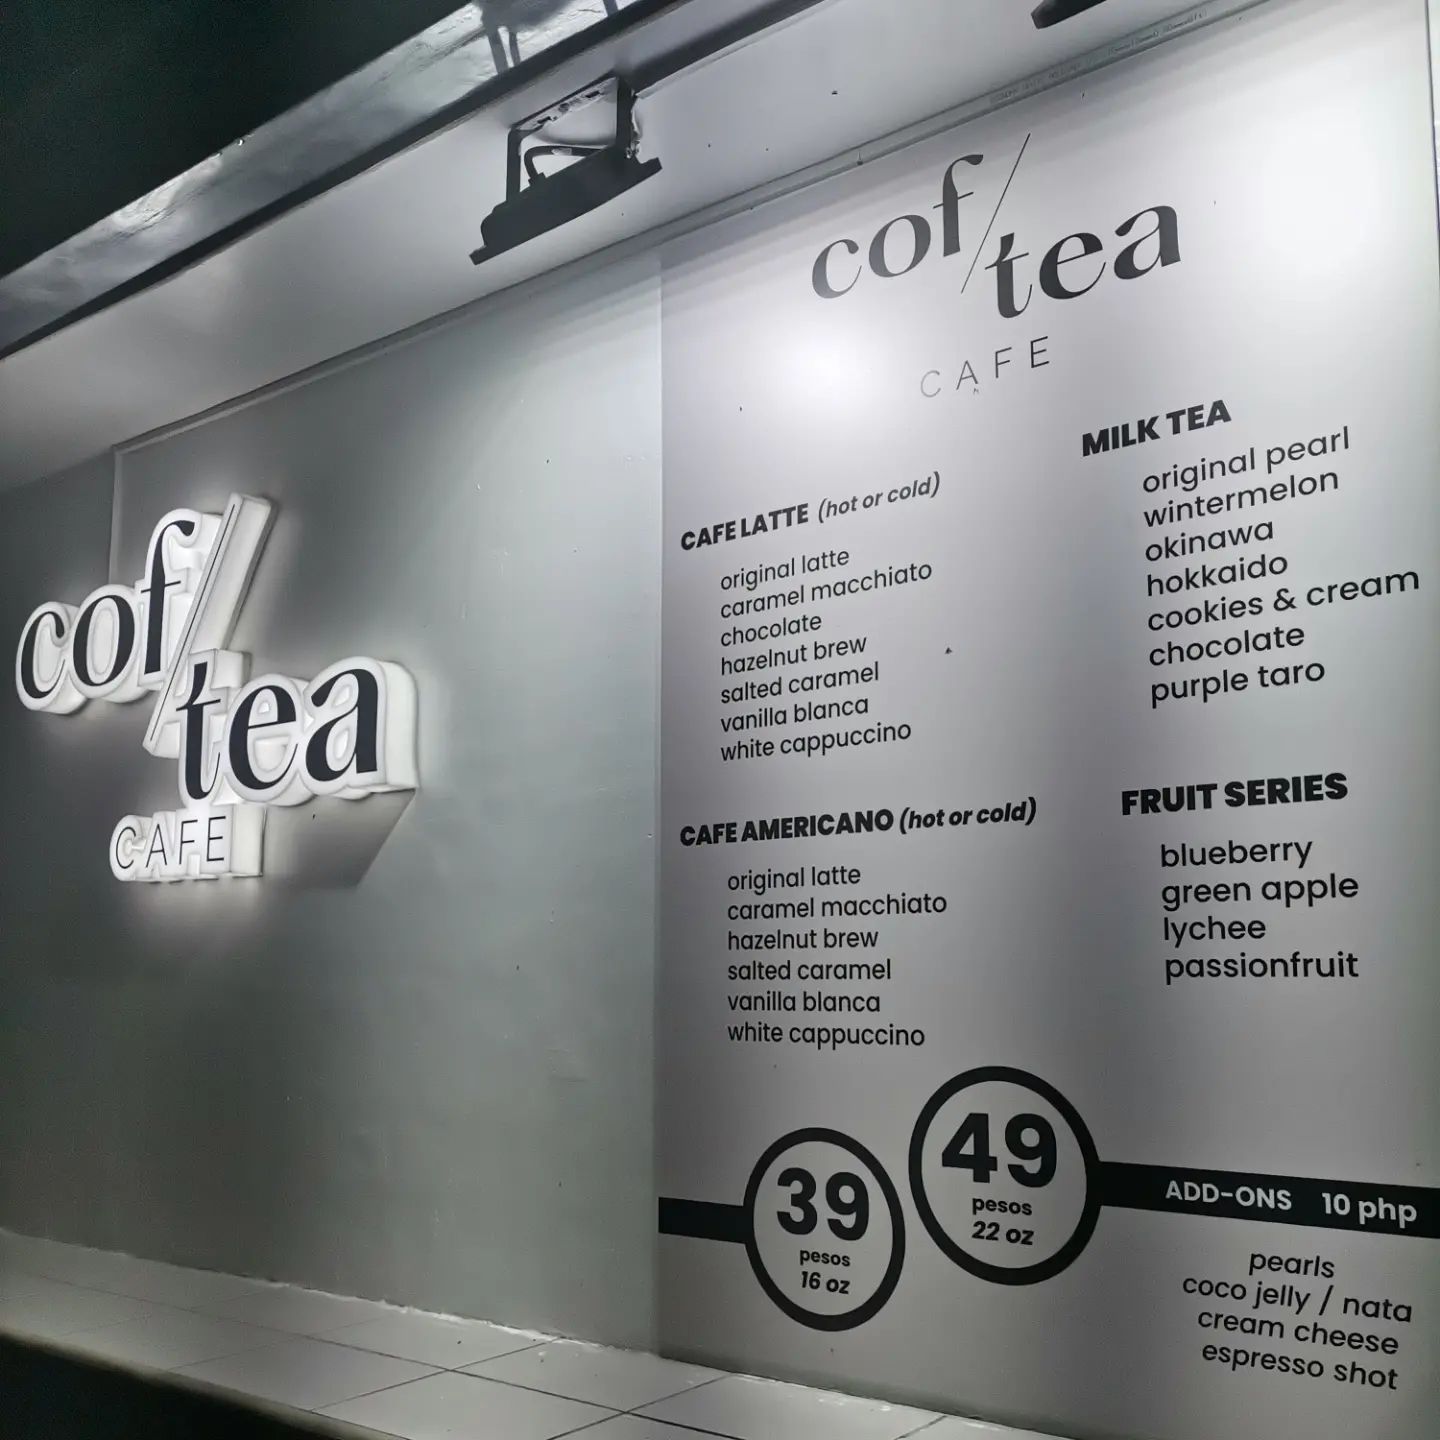 cof/
tea
CAFE
cof/
tea
CAFE
CAFE LATTE (hot or cold)
original latte
caramel macchiato
chocolate
hazelnut brew
salted caramel
vanilla blanca
white cappuccino
CAFE AMERICANO (hot or cold)
original latte
caramel macchiato
hazelnut brew
salted caramel
vanilla blanca
white cappuccino
MILK TEA
original pearl
wintermelon
okinawa
hokkaido
cookies & cream
chocolate
purple taro
FRUIT SERIES
blueberry
green apple
lychee
passionfruit
39
pesos
16 oz
49
pesos
22 oz
ADD-ONS 10 php
pearls
coco jelly / nata
cream cheese
espresso shot